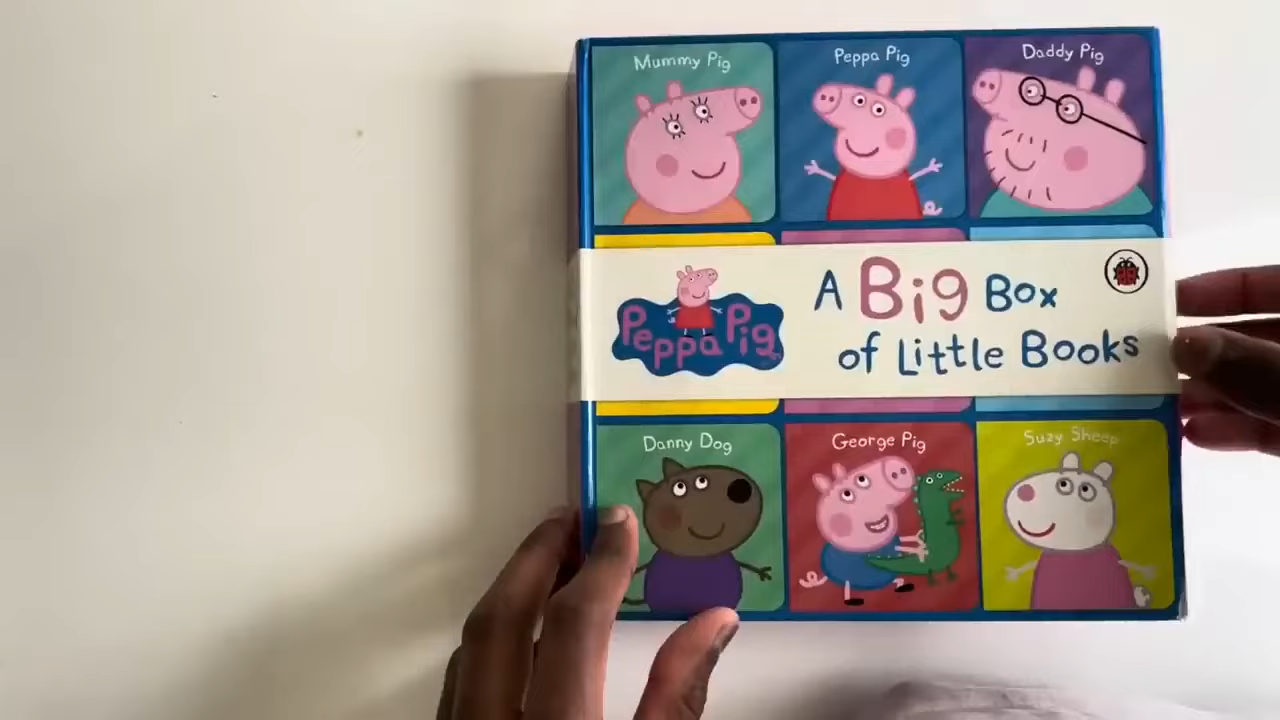 Mummy Pig
Peppa Pig
Daddy Pig
Peppa Pig
A Big Box
of Little Books
Danny Dog
George Pig
Suzy Sheep